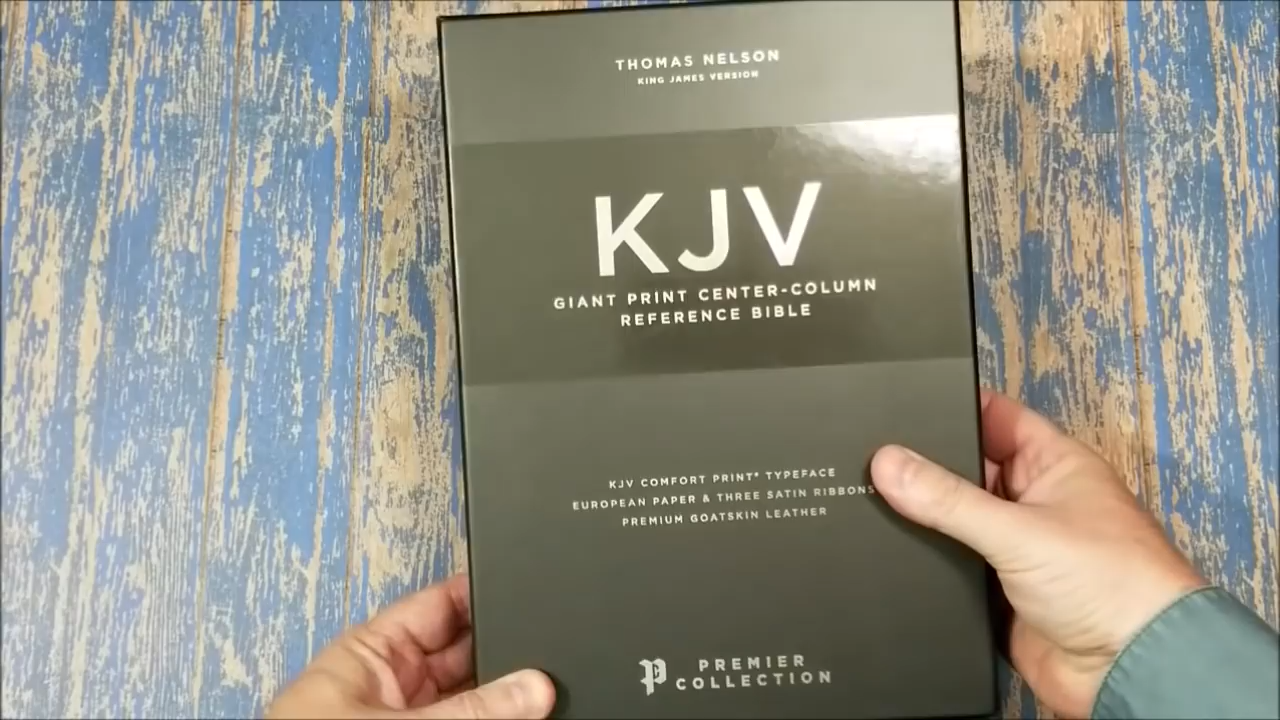 THOMAS NELSON
KING JAMES VERSION
KJV
GIANT PRINT CENTER-COLUMN
REFERENCE BIBLE
KJV COMFORT PRINT® TYPEFACE
EUROPEAN PAPER & THREE SATIN RIBBONS
PREMIUM GOATSKIN LEATHER
PREMIER
COLLECTION